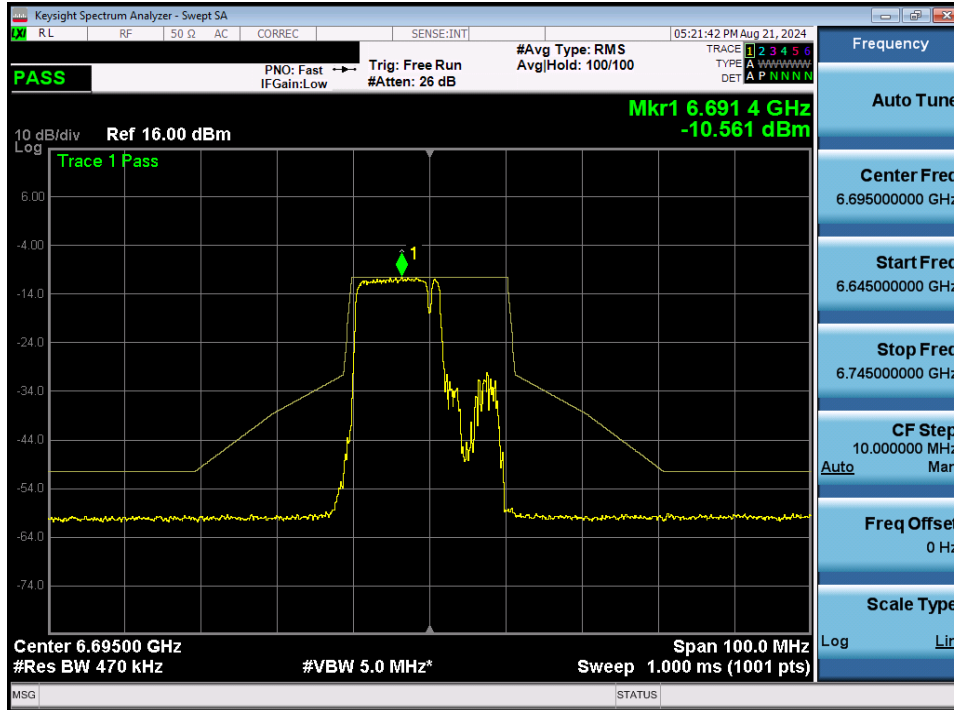 Keysight Spectrum Analyzer - Swept SA
LXI RL RF 50 Ω AC CORREC SENSE:INT 05:21:42 PM Aug 21, 2024
PASS
PNO: Fast
IFGain:Low
Trig: Free Run
#Atten: 26 dB
#Avg Type: RMS
Avg|Hold: 100/100
TRACE 1 2 3 4 5 6
TYPE A WWWWW
DET A P N N N N
Mkr1 6.691 4 GHz
-10.561 dBm
10 dB/div Ref 16.00 dBm
Log
Trace 1 Pass
1
6.00
-4.00
-14.0
-24.0
-34.0
-44.0
-54.0
-64.0
-74.0
Center 6.69500 GHz Span 100.0 MHz
#Res BW 470 kHz #VBW 5.0 MHz* Sweep 1.000 ms (1001 pts)
MSG STATUS
Frequency
Auto Tune
Center Freq
6.695000000 GHz
Start Freq
6.645000000 GHz
Stop Freq
6.745000000 GHz
CF Step
10.000000 MHz
Auto Man
Freq Offset
0 Hz
Scale Type
Log Lin